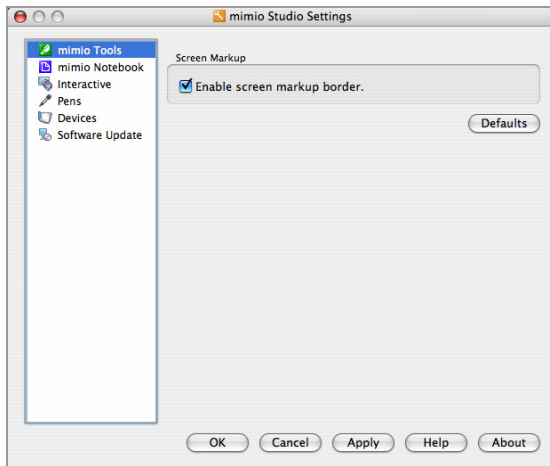 mimio Studio Settings
mimio Tools
mimio Notebook
Interactive
Pens
Devices
Software Update
Screen Markup
Enable screen markup border.
Defaults
OK
Cancel
Apply
Help
About